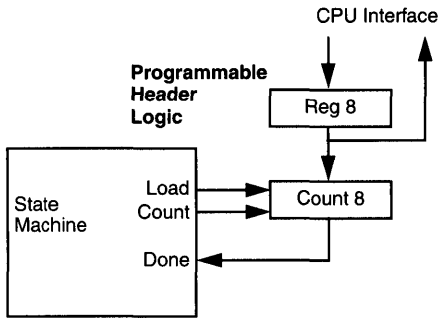 CPU Interface
Programmable
Header
Logic
Reg 8
Load
Count 8
State
Count
Machine
Done